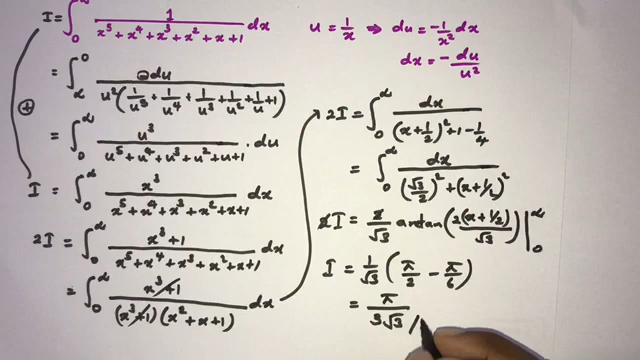 I = ∫₀^∞ 1/(x⁵ + x⁴ + x³ + x² + x + 1) dx
u = 1/x ⇒ du = -1/x² dx
dx = -du/u²
= ∫_∞^0 ⊖du / (u²(1/u⁵ + 1/u⁴ + 1/u³ + 1/u² + 1/u + 1))
⊕
= ∫₀^∞ u³/(u⁵ + u⁴ + u³ + u² + u + 1) . du
I = ∫₀^∞ x³/(x⁵ + x⁴ + x³ + x² + x + 1) dx
2I = ∫₀^∞ (x³ + 1)/(x⁵ + x⁴ + x³ + x² + x + 1) dx
= ∫₀^∞ (x³ + 1)/((x³ + 1)(x² + x + 1)) dx
2I = ∫₀^∞ dx/((x + 1/2)² + 1 - 1/4)
= ∫₀^∞ dx/((√3/2)² + (x + 1/2)²)
2I = 2/√3 arctan(2(x + 1/2)/√3) |₀^∞
I = 1/√3 (π/2 - π/6)
= π/(3√3) /